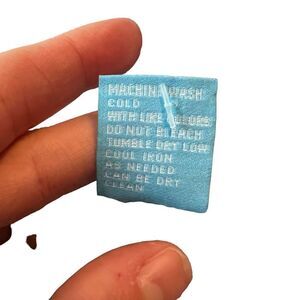 MACHINE WASH
COLD
WITH LIKE COLORS
DO NOT BLEACH
TUMBLE DRY LOW
COOL IRON
AS NEEDED
CAN BE DRY
CLEAN